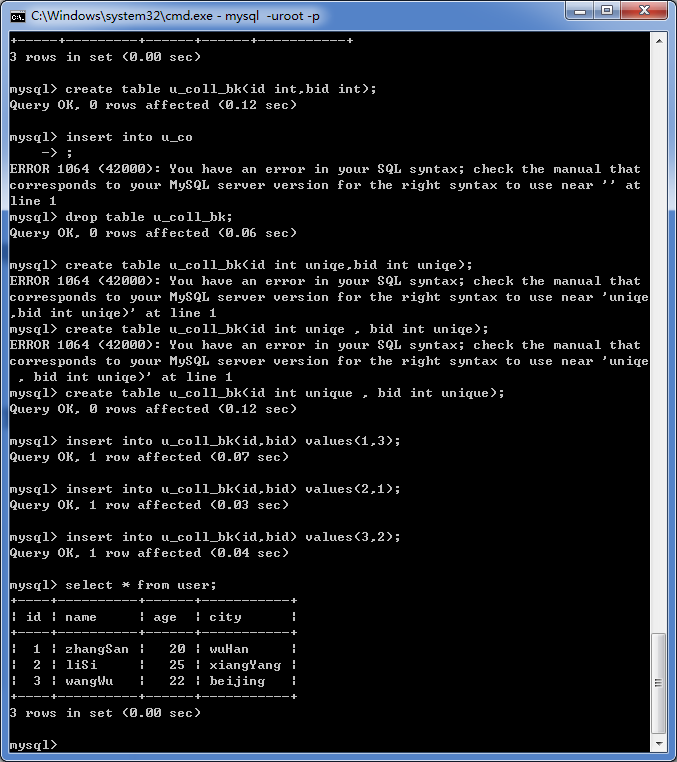 C:\Windows\system32\cmd.exe - mysql  -uroot -p
+-----+----------+------+------+-----------+
3 rows in set (0.00 sec)
mysql> create table u_coll_bk(id int,bid int);
Query OK, 0 rows affected (0.12 sec)
mysql> insert into u_co
    -> ;
ERROR 1064 (42000): You have an error in your SQL syntax; check the manual that
corresponds to your MySQL server version for the right syntax to use near '' at
line 1
mysql> drop table u_coll_bk;
Query OK, 0 rows affected (0.06 sec)
mysql> create table u_coll_bk(id int uniqe,bid int uniqe);
ERROR 1064 (42000): You have an error in your SQL syntax; check the manual that
corresponds to your MySQL server version for the right syntax to use near 'uniqe
,bid int uniqe)' at line 1
mysql> create table u_coll_bk(id int uniqe , bid int uniqe);
ERROR 1064 (42000): You have an error in your SQL syntax; check the manual that
corresponds to your MySQL server version for the right syntax to use near 'uniqe
 , bid int uniqe)' at line 1
mysql> create table u_coll_bk(id int unique , bid int unique);
Query OK, 0 rows affected (0.12 sec)
mysql> insert into u_coll_bk(id,bid) values(1,3);
Query OK, 1 row affected (0.07 sec)
mysql> insert into u_coll_bk(id,bid) values(2,1);
Query OK, 1 row affected (0.03 sec)
mysql> insert into u_coll_bk(id,bid) values(3,2);
Query OK, 1 row affected (0.04 sec)
mysql> select * from user;
+----+----------+------+-----------+
¦ id ¦ name     ¦ age  ¦ city      ¦
+----+----------+------+-----------+
¦  1 ¦ zhangSan ¦   20 ¦ wuHan     ¦
¦  2 ¦ liSi     ¦   25 ¦ xiangYang ¦
¦  3 ¦ wangWu   ¦   22 ¦ beijing   ¦
+----+----------+------+-----------+
3 rows in set (0.00 sec)
mysql>